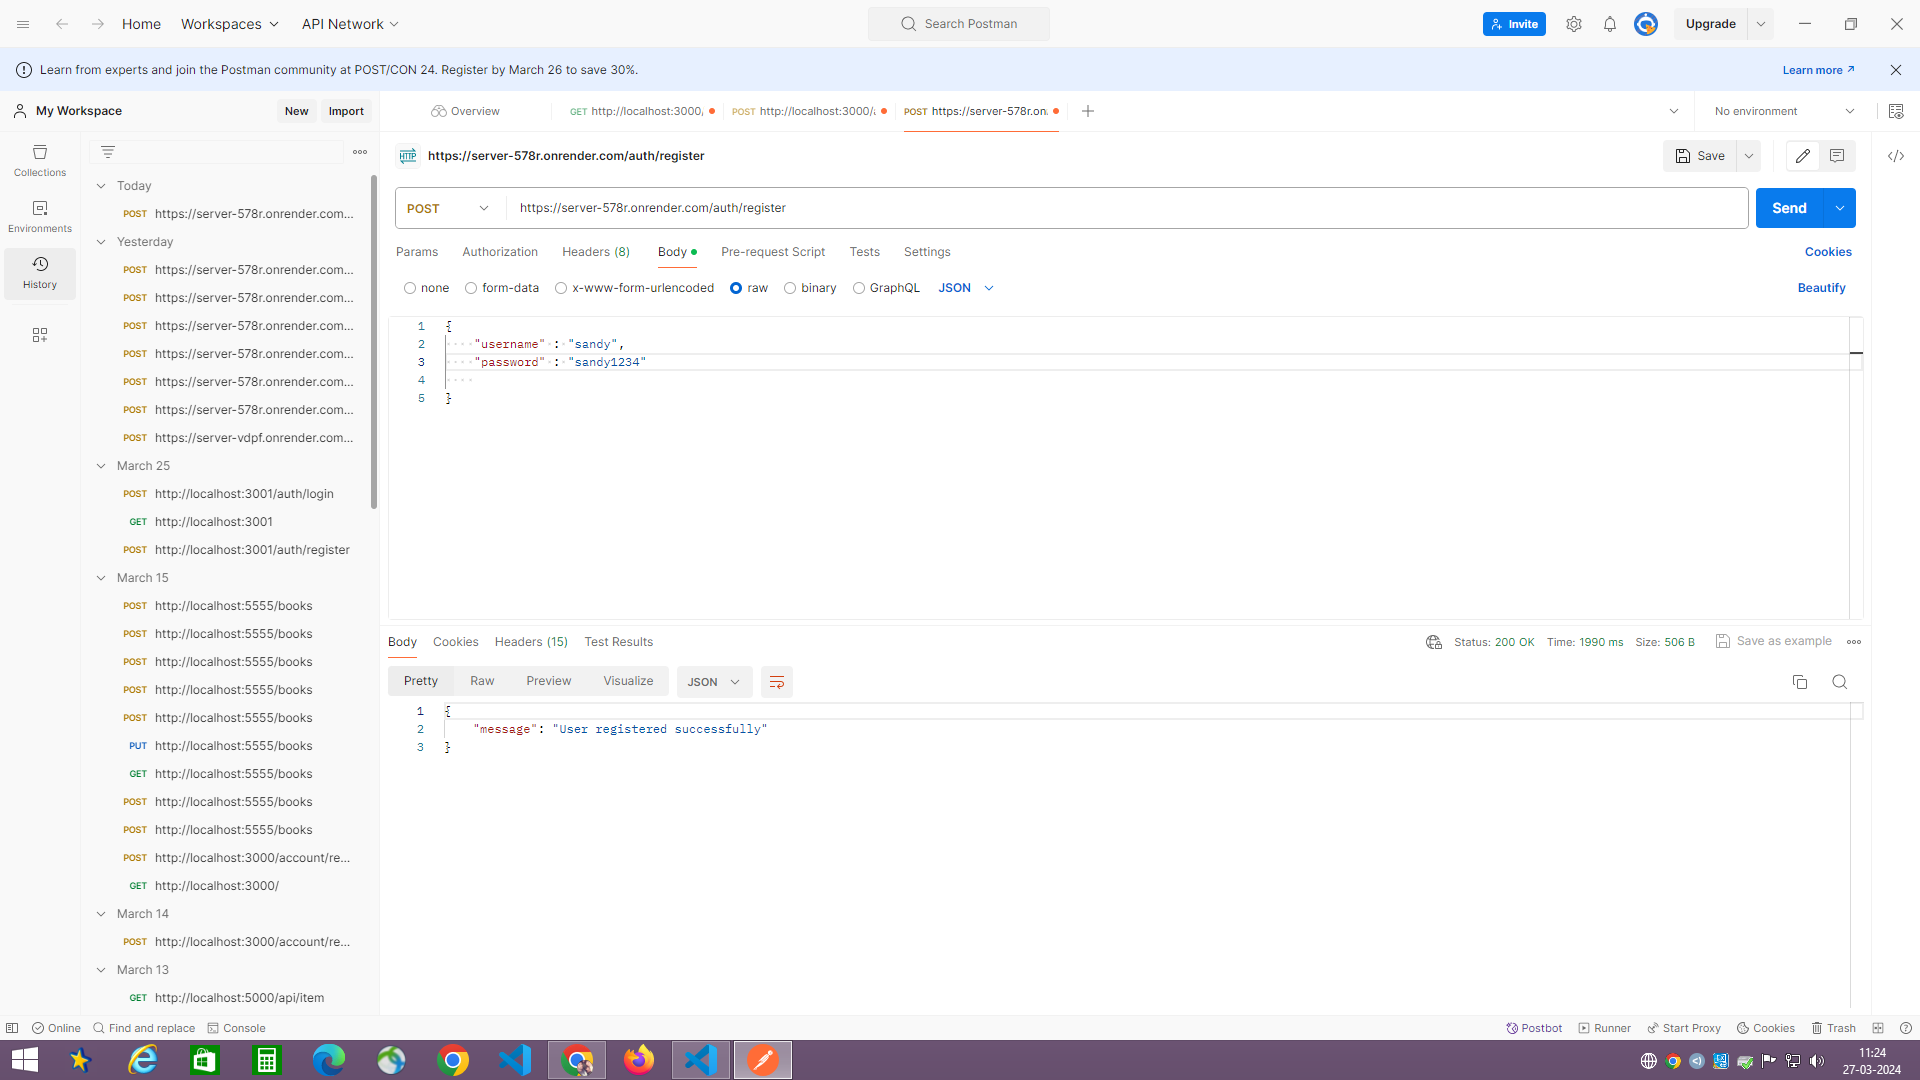 Home
Workspaces
API Network
Search Postman
Invite
Upgrade
Learn from experts and join the Postman community at POST/CON 24. Register by March 26 to save 30%.
Learn more
My Workspace
New
Import
Overview
GET http://localhost:3000/
POST http://localhost:3000/
POST https://server-578r.on
No environment
Collections
Environments
History
Today
POST https://server-578r.onrender.com...
Yesterday
POST https://server-578r.onrender.com...
POST https://server-578r.onrender.com...
POST https://server-578r.onrender.com...
POST https://server-578r.onrender.com...
POST https://server-578r.onrender.com...
POST https://server-578r.onrender.com...
POST https://server-vdpf.onrender.com...
March 25
POST http://localhost:3001/auth/login
GET http://localhost:3001
POST http://localhost:3001/auth/register
March 15
POST http://localhost:5555/books
POST http://localhost:5555/books
POST http://localhost:5555/books
POST http://localhost:5555/books
POST http://localhost:5555/books
PUT http://localhost:5555/books
GET http://localhost:5555/books
POST http://localhost:5555/books
POST http://localhost:5555/books
POST http://localhost:3000/account/re...
GET http://localhost:3000/
March 14
POST http://localhost:3000/account/re...
March 13
GET http://localhost:5000/api/item
HTTP https://server-578r.onrender.com/auth/register
Save
POST https://server-578r.onrender.com/auth/register
Send
Params
Authorization
Headers (8)
Body
Pre-request Script
Tests
Settings
Cookies
none
form-data
x-www-form-urlencoded
raw
binary
GraphQL
JSON
Beautify
1 {
2 "username" : "sandy",
3 "password" : "sandy1234"
4
5 }
Body
Cookies
Headers (15)
Test Results
Status: 200 OK
Time: 1990 ms
Size: 506 B
Save as example
Pretty
Raw
Preview
Visualize
JSON
1 {
2 "message": "User registered successfully"
3 }
Online
Find and replace
Console
Postbot
Runner
Start Proxy
Cookies
Trash
11:24
27-03-2024